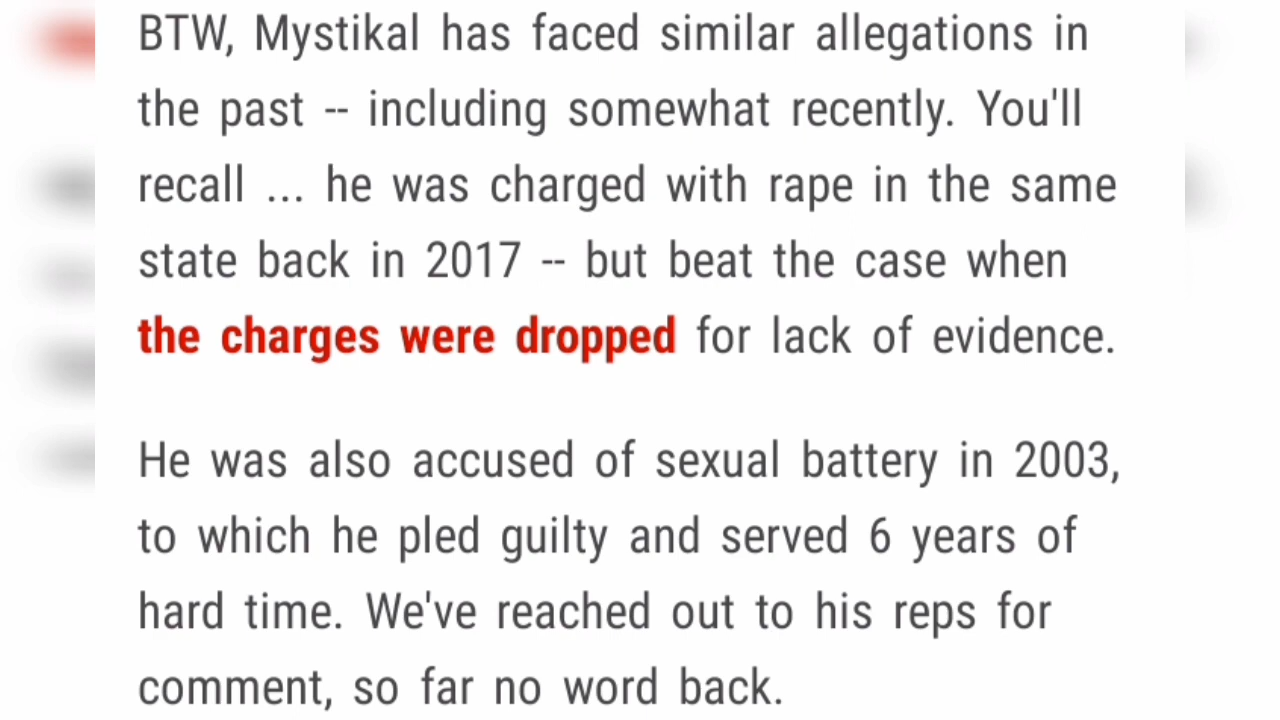 BTW, Mystikal has faced similar allegations in
the past -- including somewhat recently. You'll
recall ... he was charged with rape in the same
state back in 2017 -- but beat the case when
the charges were dropped for lack of evidence.
He was also accused of sexual battery in 2003,
to which he pled guilty and served 6 years of
hard time. We've reached out to his reps for
comment, so far no word back.